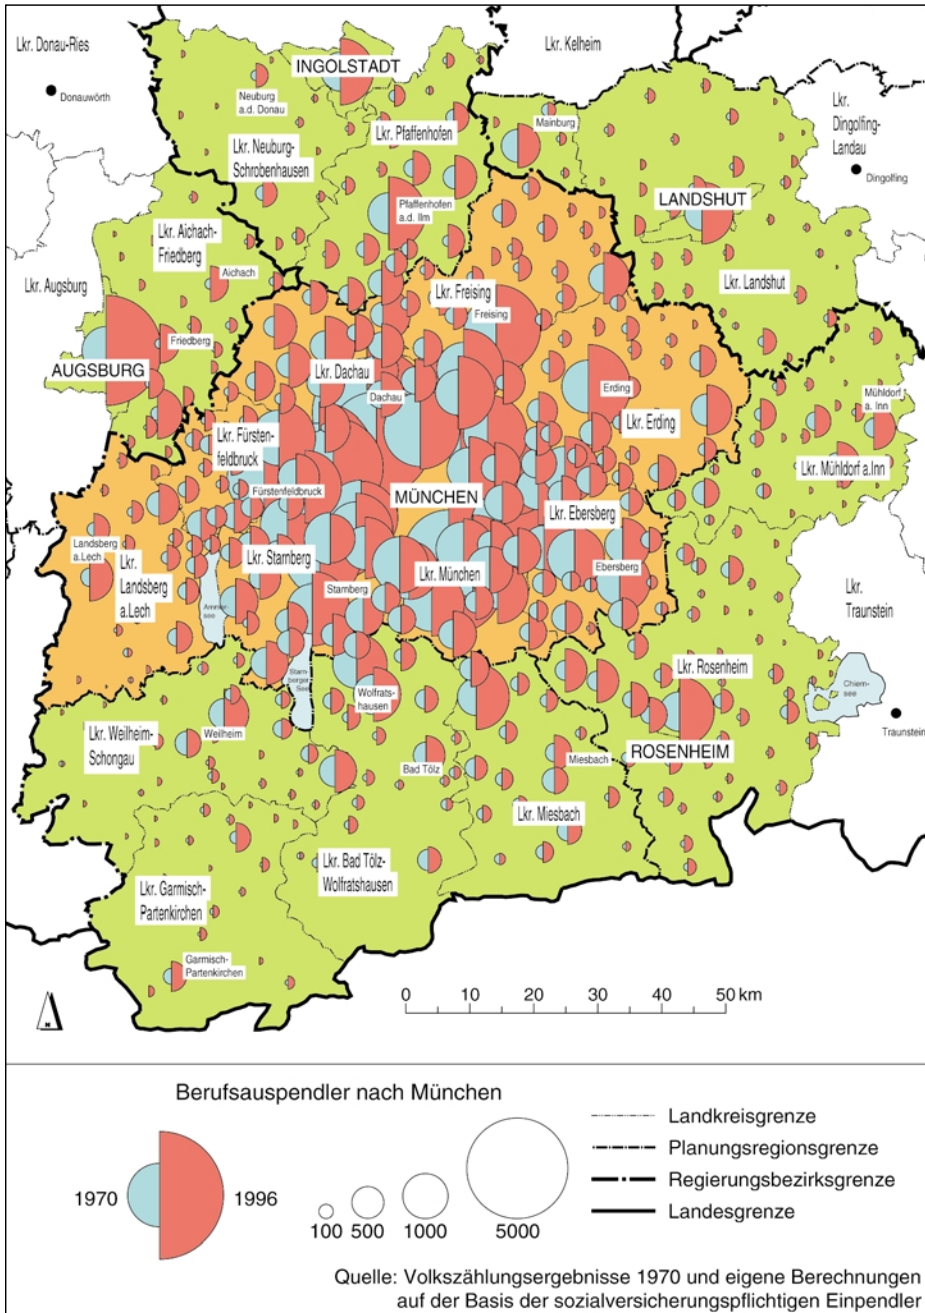 Lkr. Donau-Ries
Donauwörth
INGOLSTADT
Lkr. Kelheim
Neuburg
a.d. Donau
Lkr. Pfaffenhofen
Mainburg
Lkr.
Dingolfing-
Landau
Dingolfing
Lkr. Neuburg-
Schrobenhausen
Pfaffenhofen
a.d. Ilm
LANDSHUT
Lkr. Aichach-
Friedberg
Aichach
Lkr. Augsburg
Lkr. Freising
Freising
Lkr. Landshut
Friedberg
AUGSBURG
Lkr. Dachau
Dachau
Erding
Lkr. Erding
Mühldorf
a. Inn
Lkr. Mühldorf a.Inn
Lkr. Fürsten-
feldbruck
Fürstenfeldbruck
MÜNCHEN
Lkr. Ebersberg
Ebersberg
Landsberg
a.Lech
Lkr.
Landsberg
a.Lech
Lkr. Starnberg
Starnberg
Lkr. München
Ammer-
see
Starn-
berger
See
Lkr.
Traunstein
Chiem-
see
Traunstein
Lkr. Rosenheim
ROSENHEIM
Wolfrats-
hausen
Weilheim
Lkr. Weilheim-
Schongau
Bad Tölz
Miesbach
Lkr. Miesbach
Lkr. Bad Tölz-
Wolfratshausen
Lkr. Garmisch-
Partenkirchen
Garmisch-
Partenkirchen
N
0 10 20 30 40 50 km
Berufsauspendler nach München
1970 1996
100 500 1000 5000
Landkreisgrenze
Planungsregionsgrenze
Regierungsbezirksgrenze
Landesgrenze
Quelle: Volkszählungsergebnisse 1970 und eigene Berechnungen
auf der Basis der sozialversicherungspflichtigen Einpendler